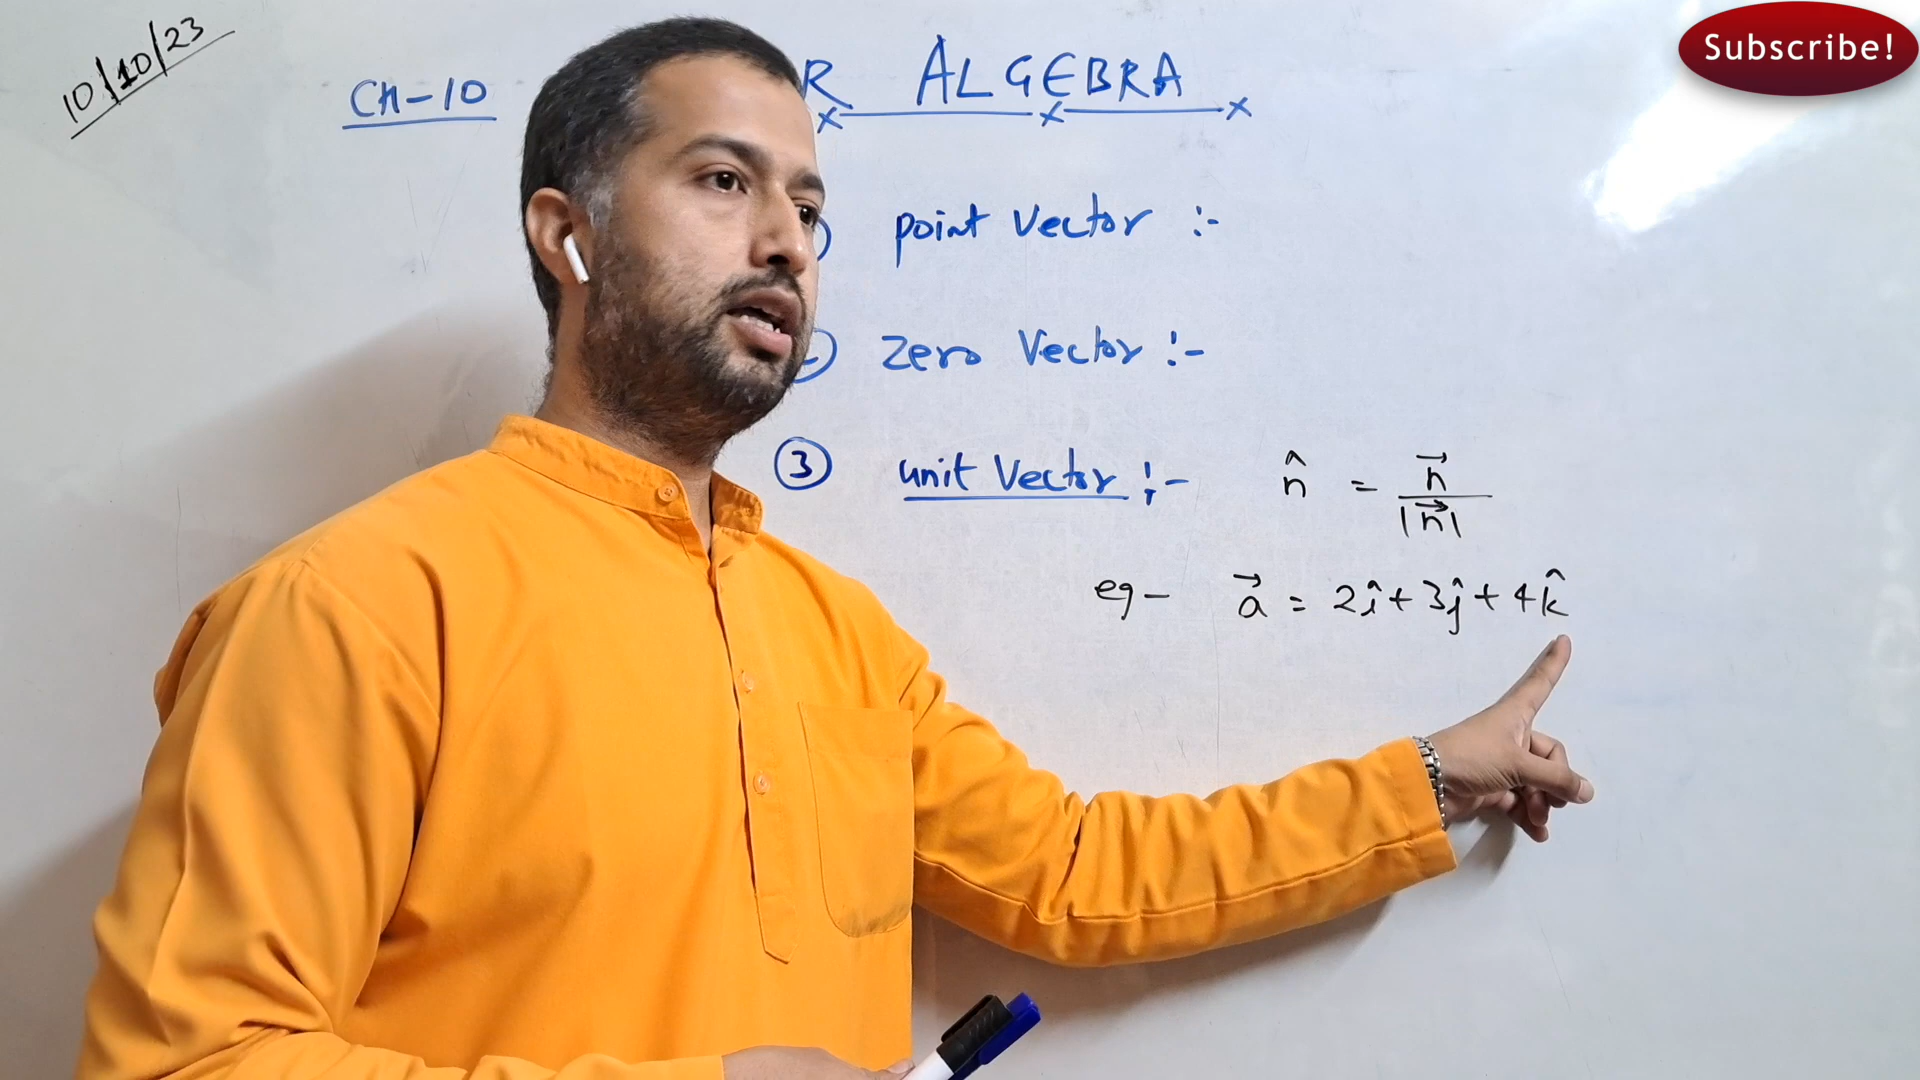 10/10/23
Subscribe!
CH-10 R ALGEBRA
point Vector :-
Zero Vector :-
③ unit Vector :- n̂ = n⃗ / |n⃗|
eg - a⃗ = 2î + 3ĵ + 4k̂